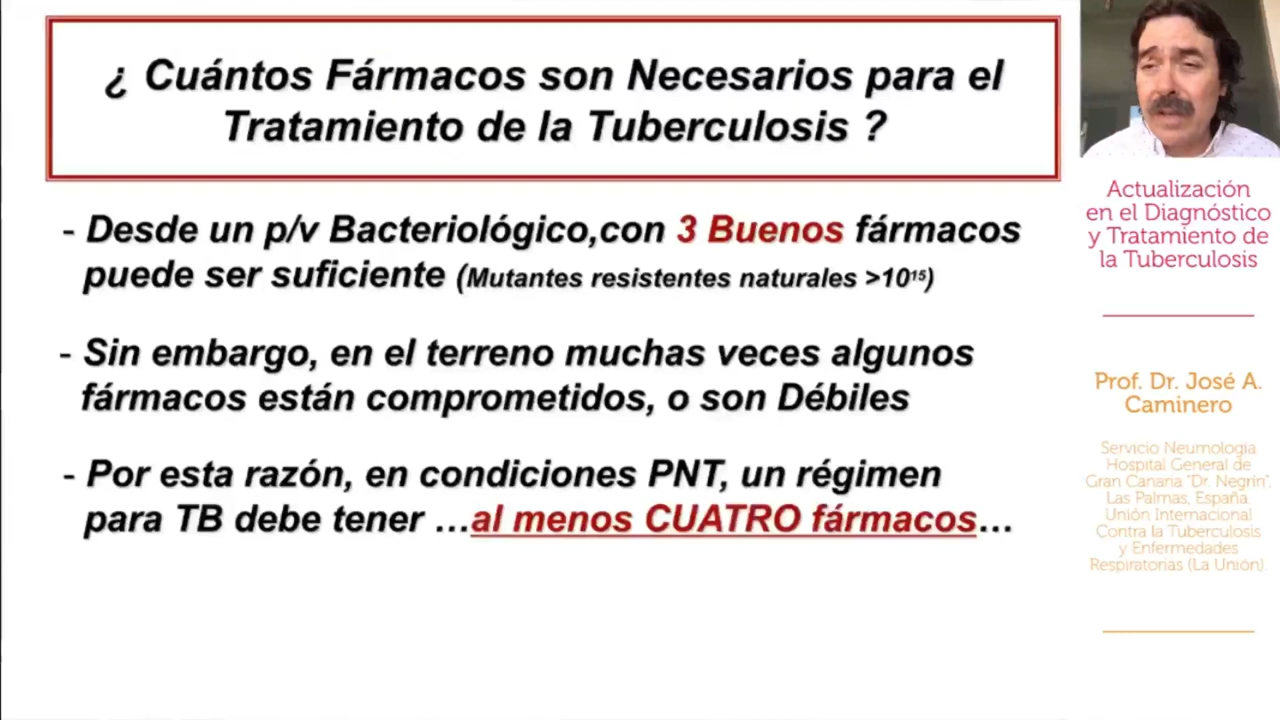 ¿ Cuántos Fármacos son Necesarios para el
Tratamiento de la Tuberculosis ?
- Desde un p/v Bacteriológico,con 3 Buenos fármacos
puede ser suficiente (Mutantes resistentes naturales >10¹⁵)
- Sin embargo, en el terreno muchas veces algunos
fármacos están comprometidos, o son Débiles
- Por esta razón, en condiciones PNT, un régimen
para TB debe tener ...al menos CUATRO fármacos...
Actualización
en el Diagnóstico
y Tratamiento de
la Tuberculosis
Prof. Dr. José A.
Caminero
Servicio Neumología
Hospital General de
Gran Canaria "Dr. Negrín".
Las Palmas, España.
Unión Internacional
Contra la Tuberculosis
y Enfermedades
Respiratorias (La Unión).